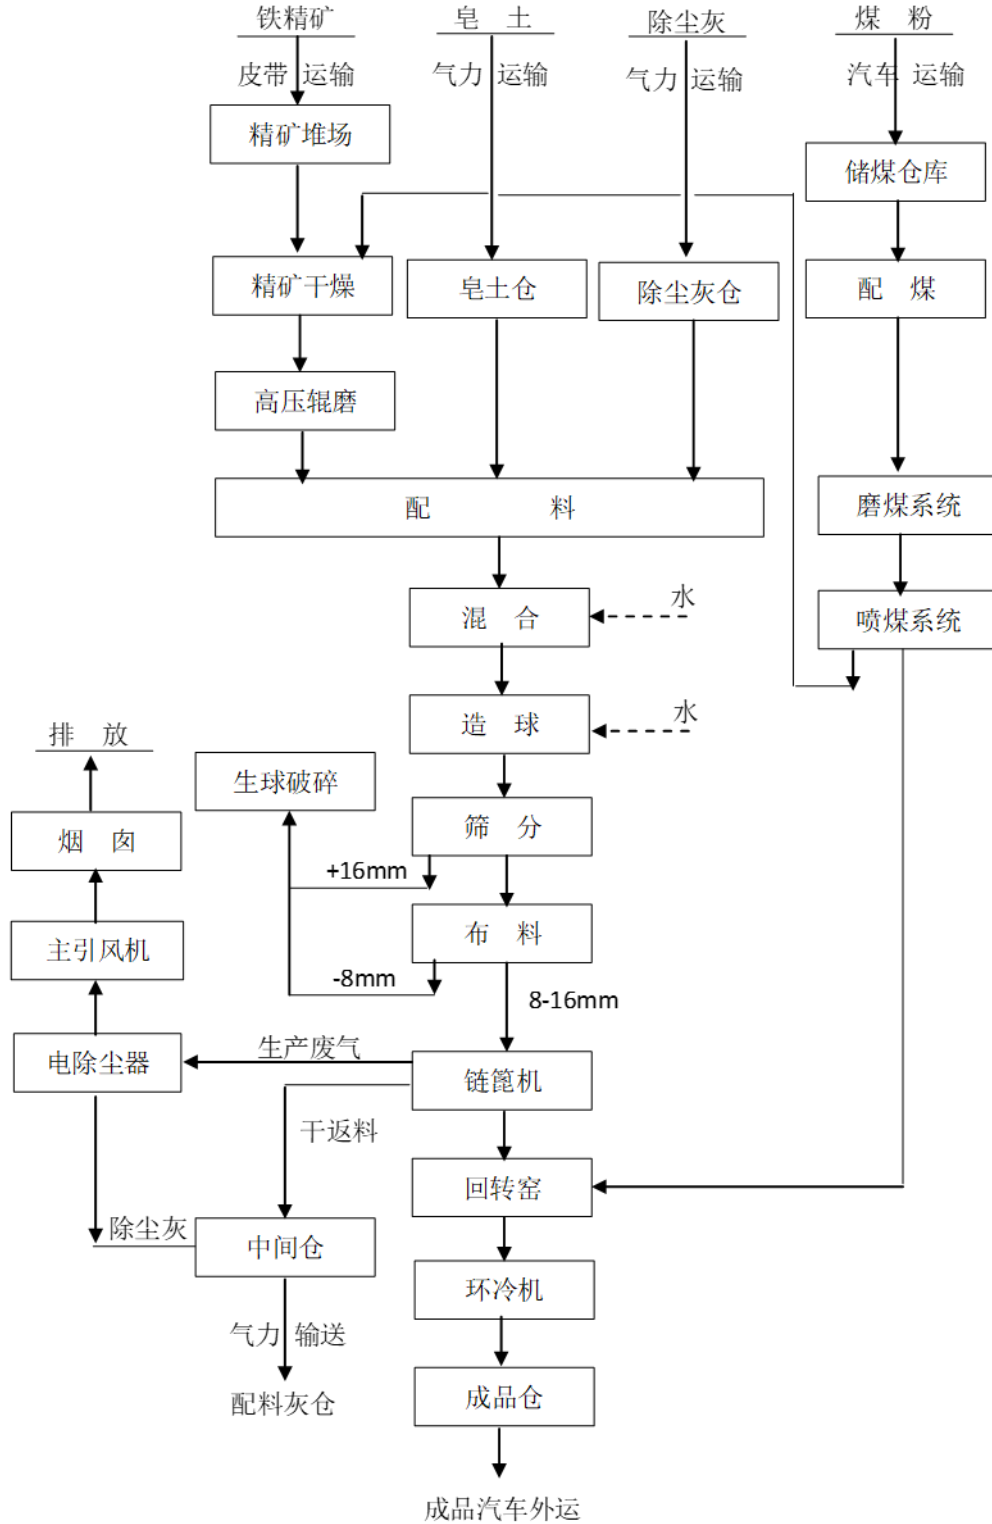 铁精矿 皂 土 除尘灰 煤 粉
皮带 运输 气力 运输 气力 运输 汽车 运输
精矿堆场
储煤仓库
精矿干燥 皂土仓 除尘灰仓 配 煤
高压辊磨
配 料 磨煤系统
混 合 水 喷煤系统
造 球 水
排 放
生球破碎
烟 囱 筛 分
+16mm
主引风机 布 料
-8mm 8-16mm
电除尘器 生产废气 链篦机
干返料
回转窑
除尘灰 中间仓
环冷机
气力 输送
配料灰仓 成品仓
成品汽车外运